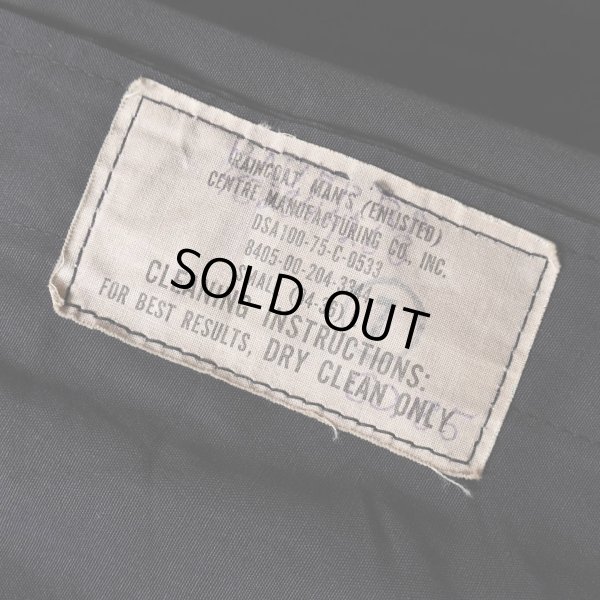 RAINCOAT, MAN'S (ENLISTED)
CENTRE MANUFACTURING CO., INC.
DSA100-75-C-0533
8405-00-204-
SMALL
SOLD OUT
CLEANING INSTRUCTIONS:
FOR BEST RESULTS, DRY CLEAN ONLY